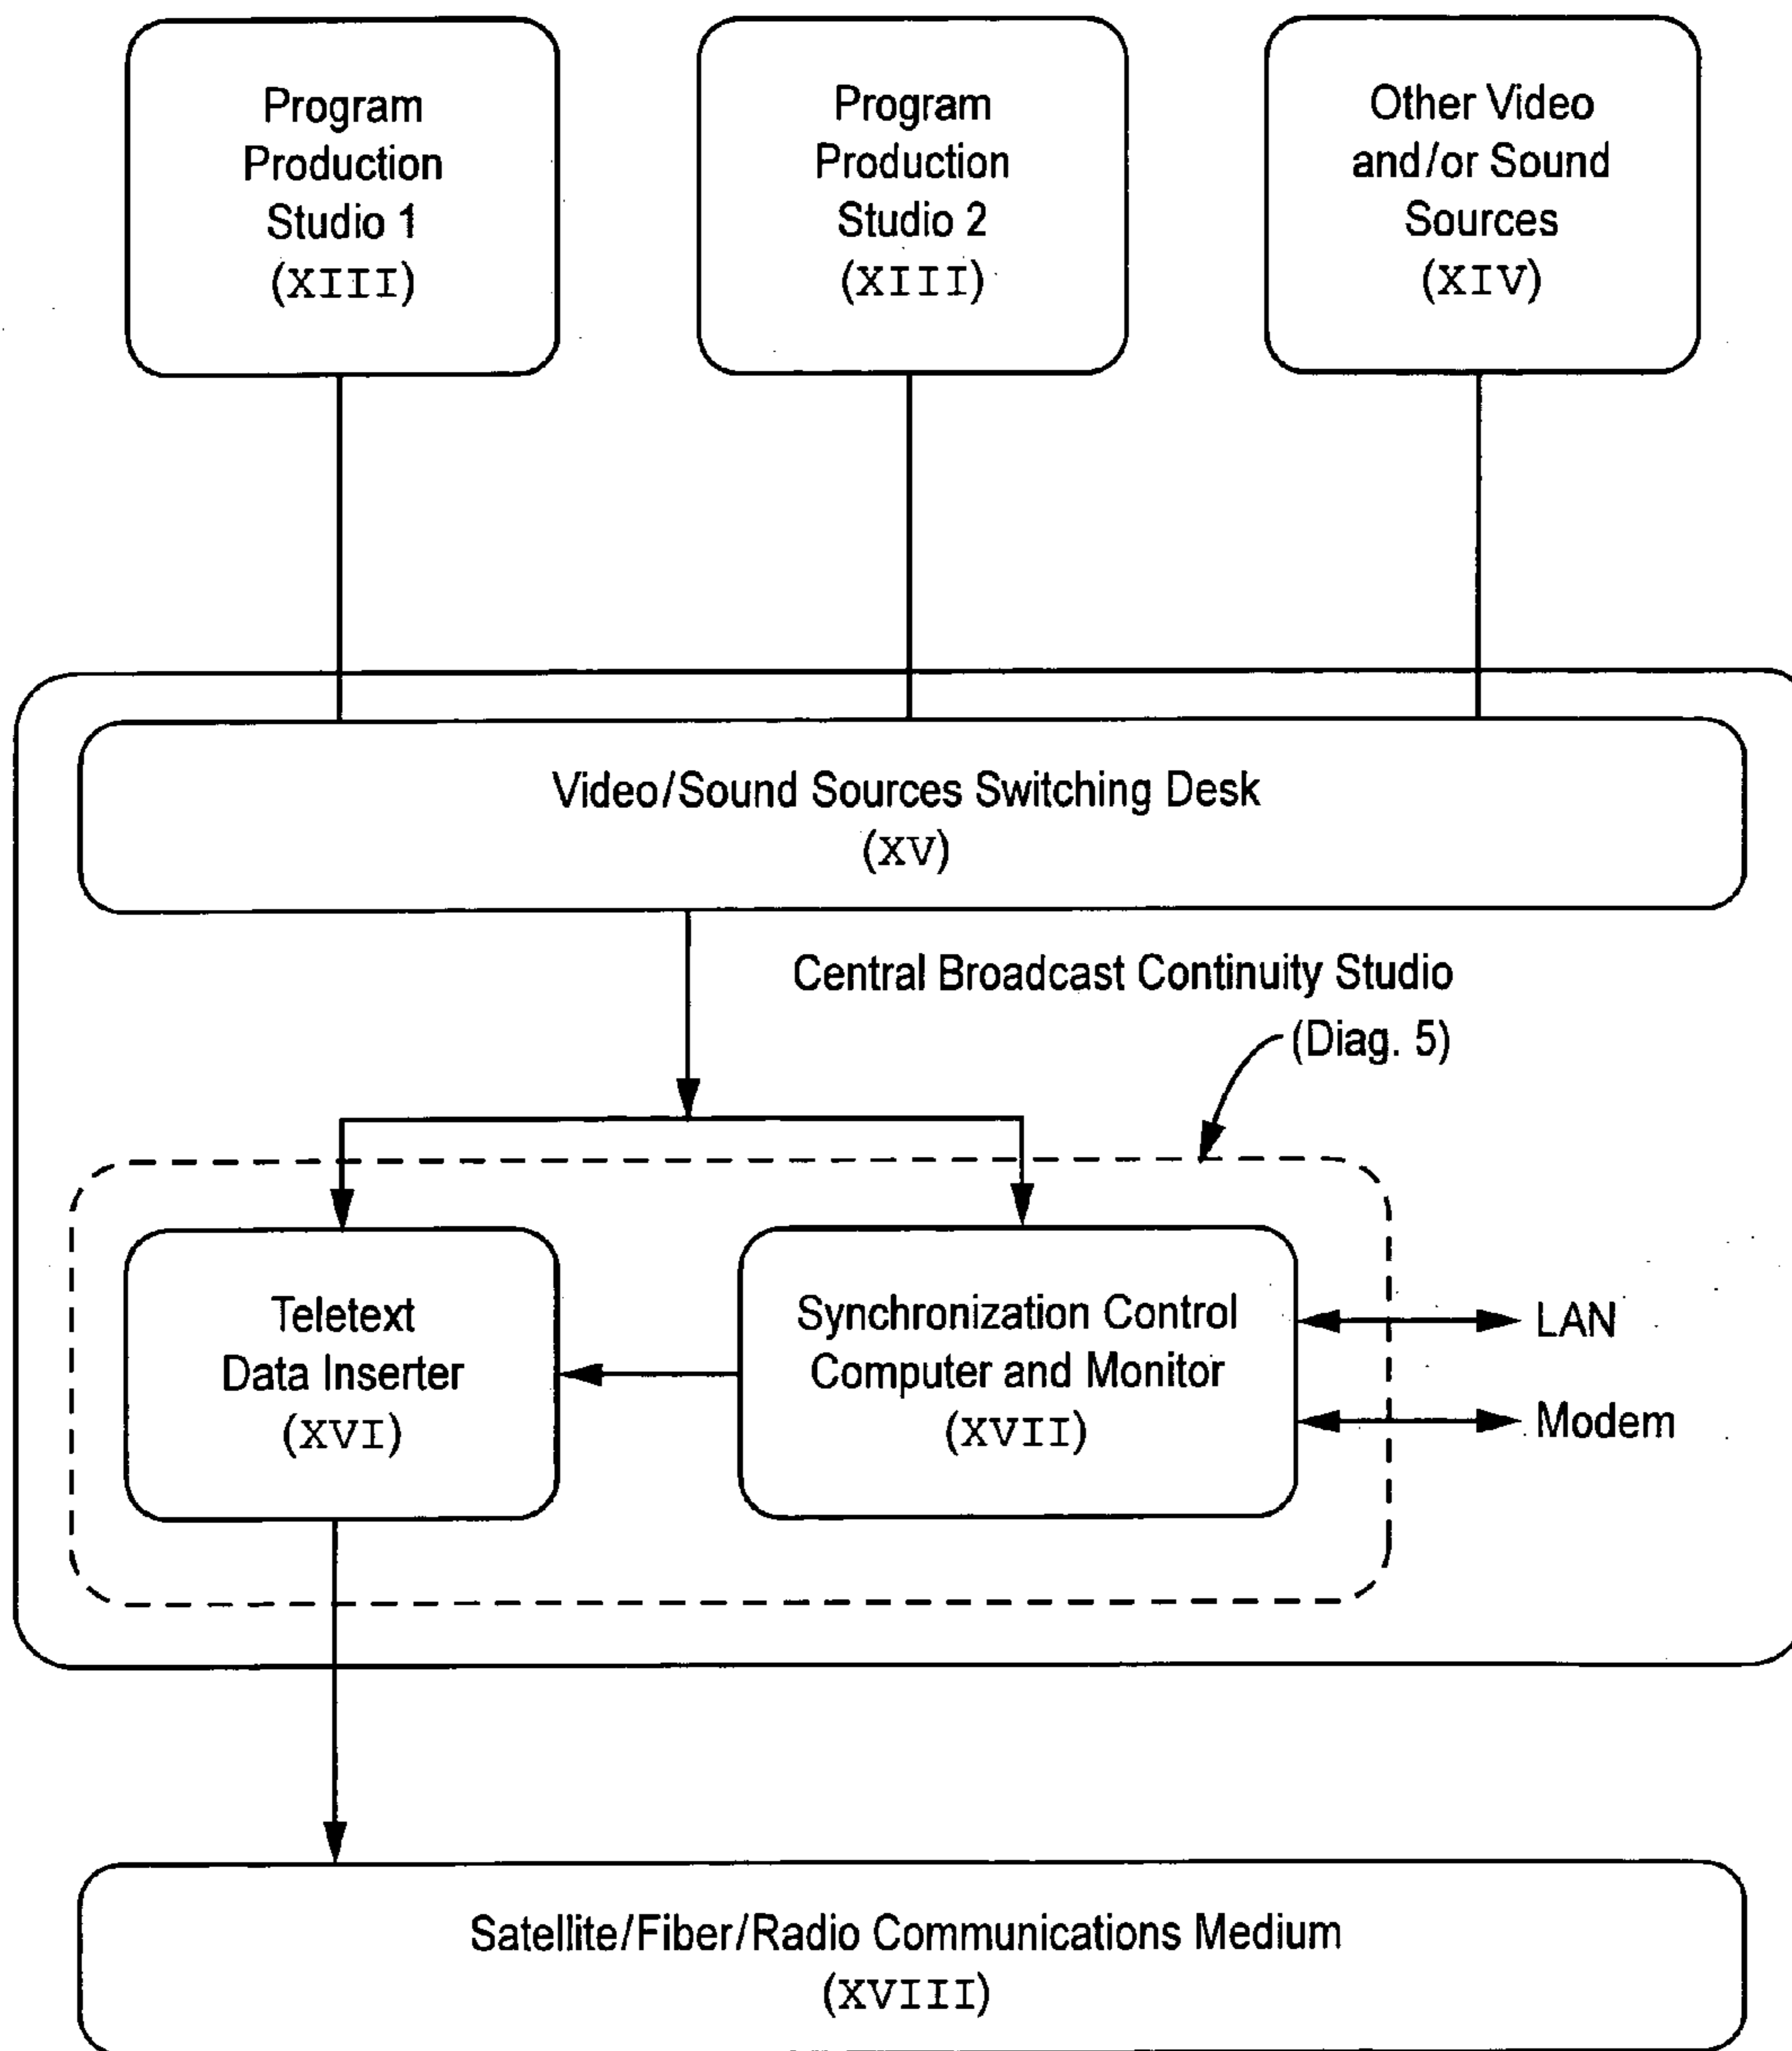 Program
Production
Studio 1
(XIII)
Program
Production
Studio 2
(XIII)
Other Video
and/or Sound
Sources
(XIV)
Video/Sound Sources Switching Desk
(XV)
Central Broadcast Continuity Studio
(Diag. 5)
Teletext
Data Inserter
(XVI)
Synchronization Control
Computer and Monitor
(XVII)
LAN
Modem
Satellite/Fiber/Radio Communications Medium
(XVIII)